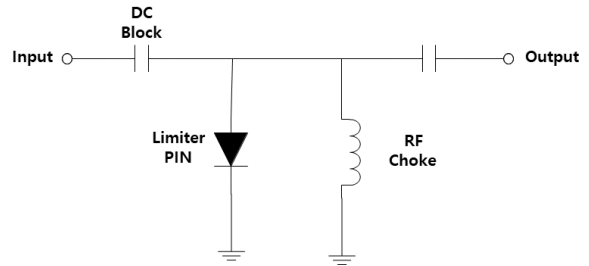 DC
Block
Input
Output
Limiter
PIN
RF
Choke